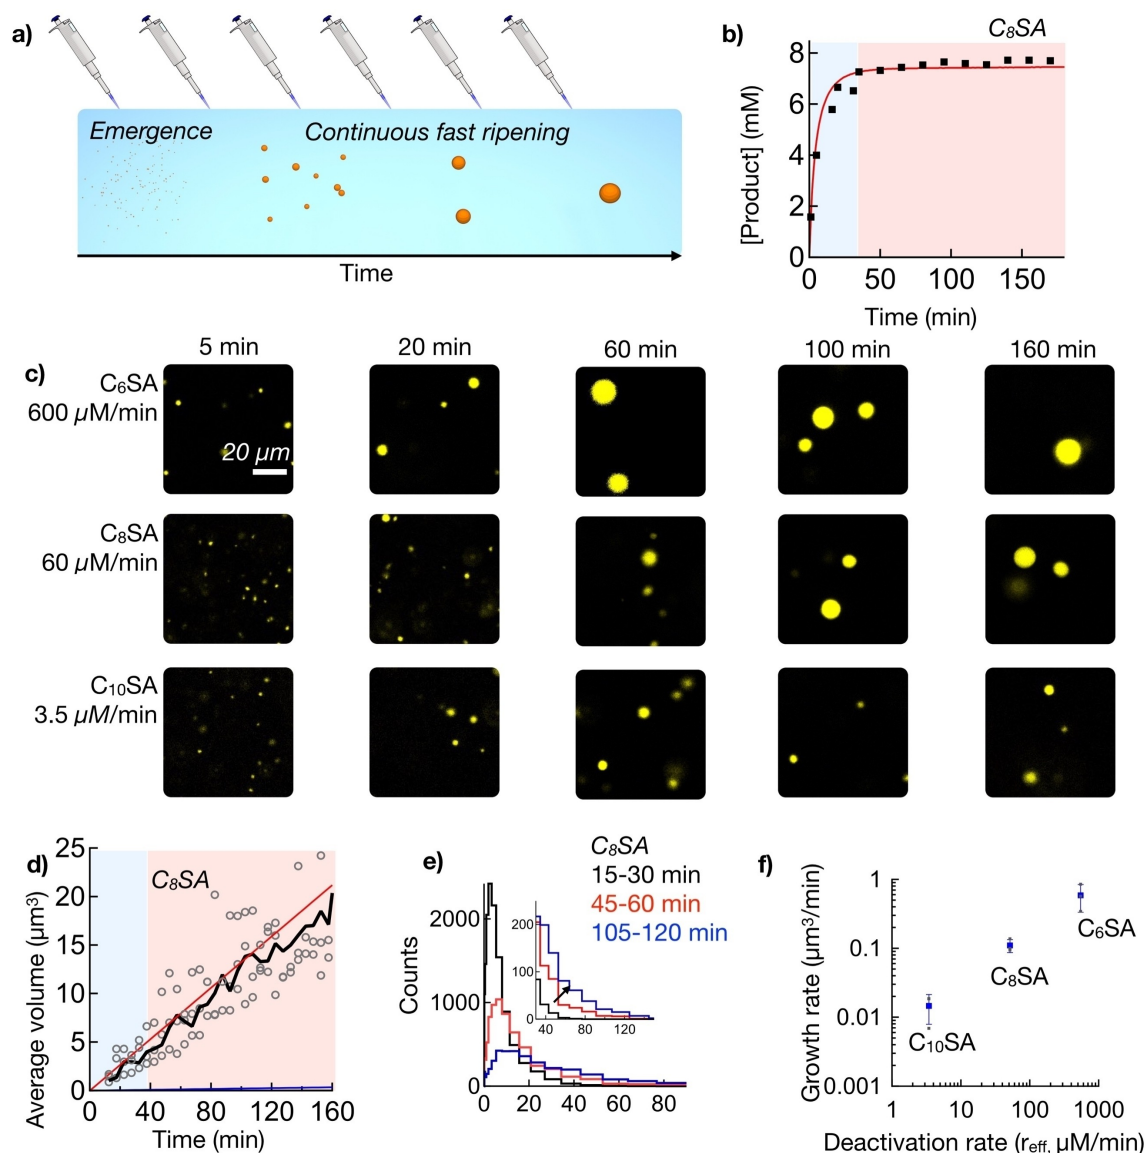 a)
Emergence
Continuous fast ripening
Time
b)
C₈SA
[Product] (mM)
8
6
4
2
0
0 50 100 150
Time (min)
c)
5 min 20 min 60 min 100 min 160 min
C₆SA
600 µM/min
20 µm
C₈SA
60 µM/min
C₁₀SA
3.5 µM/min
d)
C₈SA
Average volume (µm³)
25
20
15
10
5
0
0 40 80 120 160
Time (min)
e)
C₈SA
15-30 min
45-60 min
105-120 min
Counts
2000
1000
0
0 20 40 60 80
200
100
0
40 80 120
f)
Growth rate (µm³/min)
1
0.1
0.01
0.001
C₆SA
C₈SA
C₁₀SA
1 10 100 1000
Deactivation rate (r_eff, µM/min)